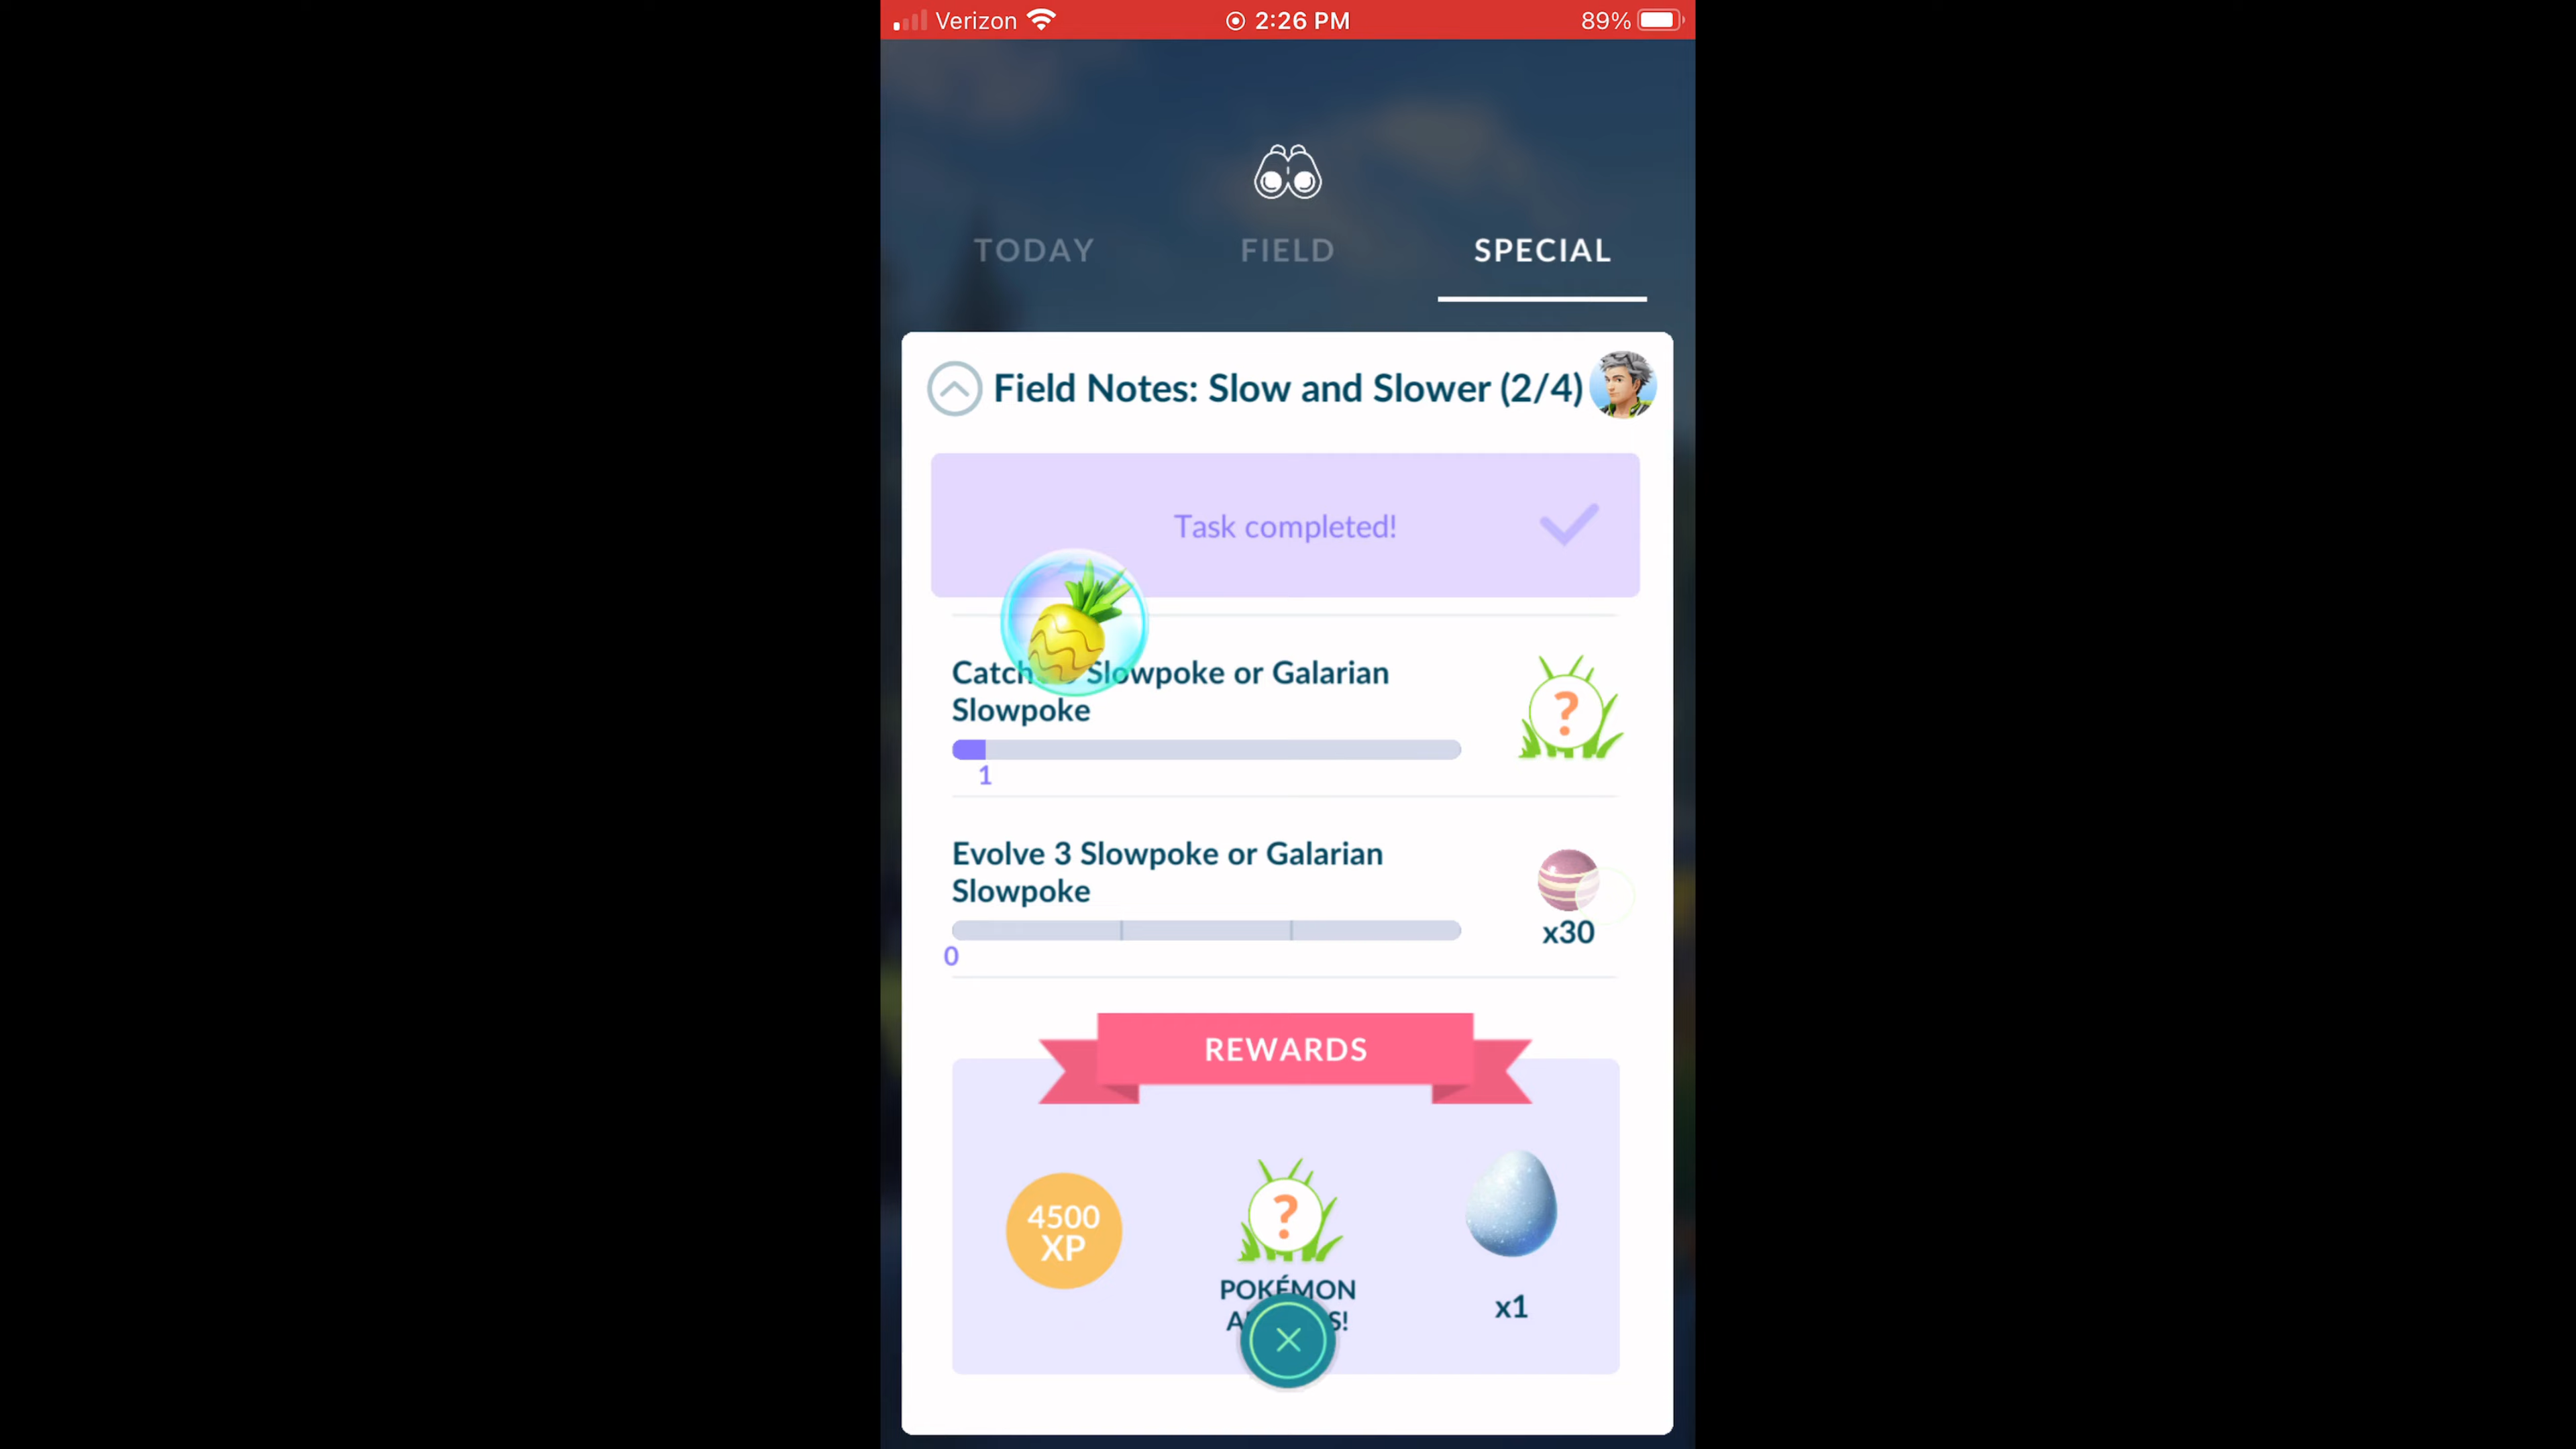 Verizon 2:26 PM 89%
TODAY FIELD SPECIAL
Field Notes: Slow and Slower (2/4)
Task completed!
Catch Slowpoke or Galarian
Slowpoke
1
Evolve 3 Slowpoke or Galarian
Slowpoke
x30
0
REWARDS
4500
XP
POKÉMON
x1